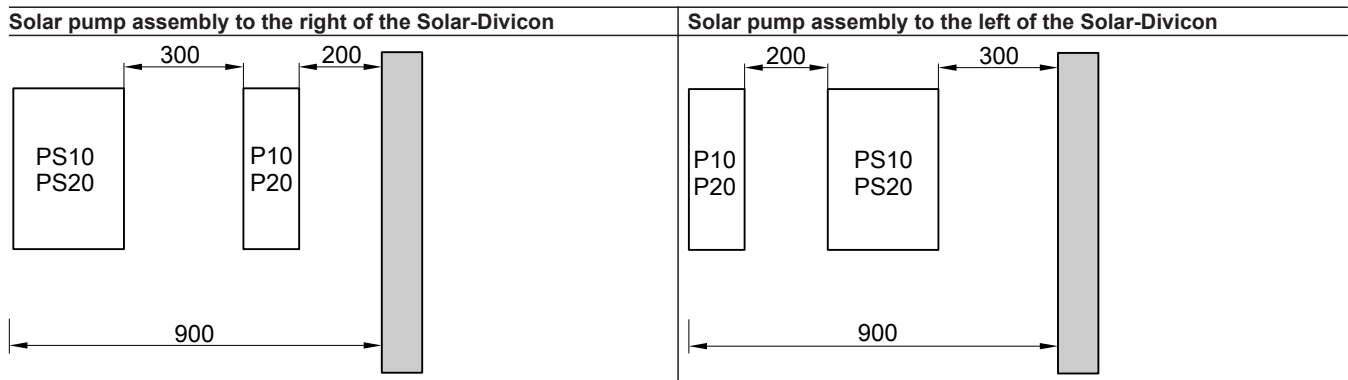 Solar pump assembly to the right of the Solar-Divicon
300
200
PS10
PS20
P10
P20
900
Solar pump assembly to the left of the Solar-Divicon
200
300
P10
P20
PS10
PS20
900